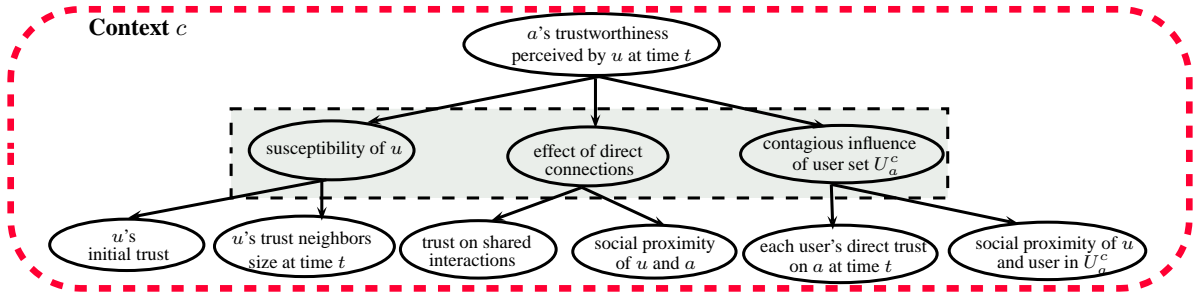 Context c
a's trustworthiness
perceived by u at time t
susceptibility of u
effect of direct
connections
contagious influence
of user set U_a^c
u's
initial trust
u's trust neighbors
size at time t
trust on shared
interactions
social proximity
of u and a
each user's direct trust
on a at time t
social proximity of u
and user in U_a^c